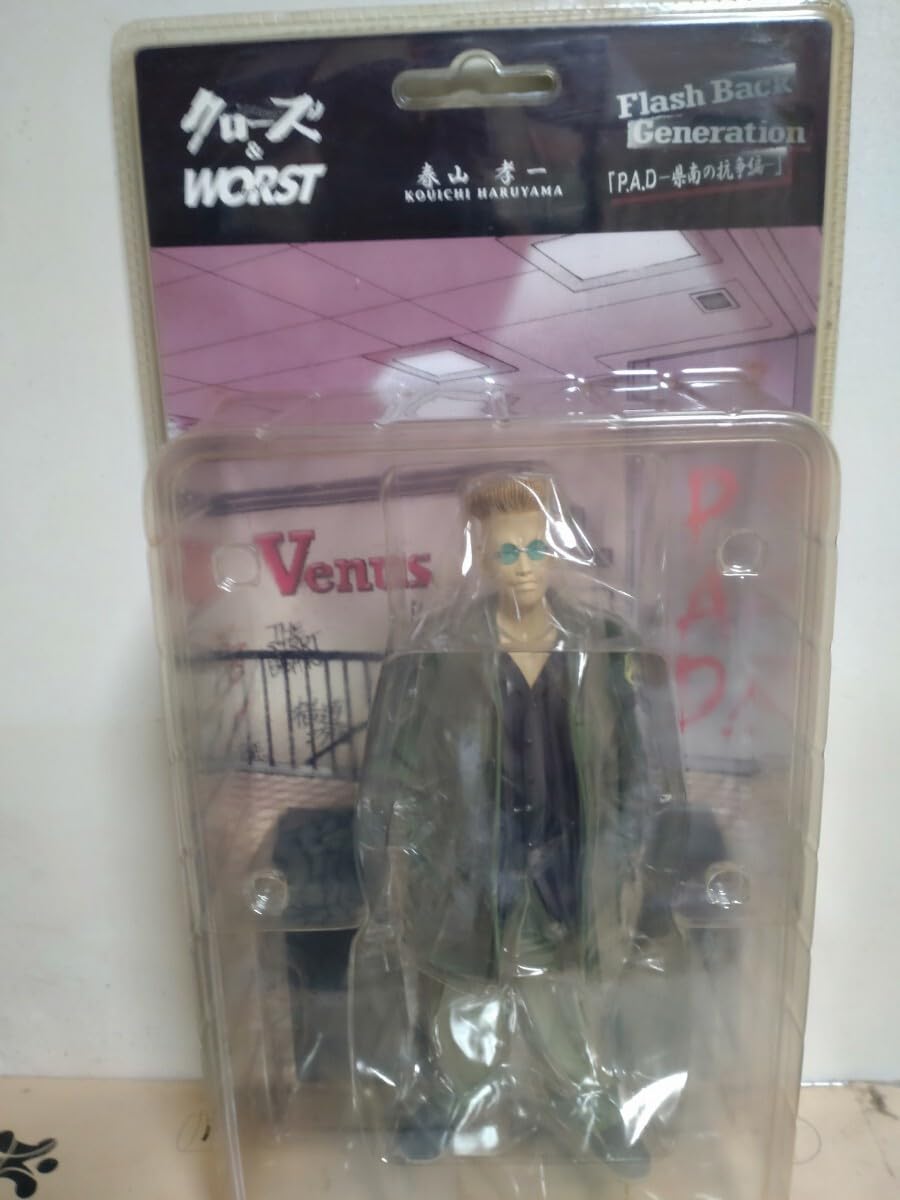 クローズ
&
WORST
春山 孝一
KOUICHI HARUYAMA
Flash Back
Generation
「P.A.D－県南の抗争編－」
Venus
P.A.D.
THE